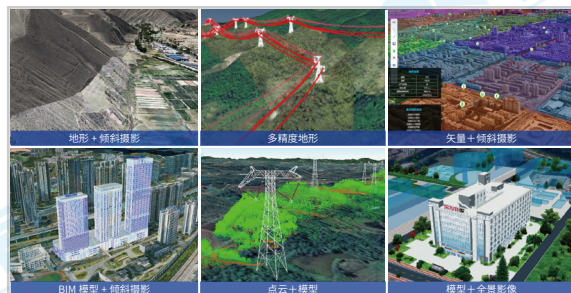 地形 + 倾斜摄影
多精度地形
矢量＋倾斜摄影
BIM 模型 + 倾斜摄影
点云＋模型
模型＋全景影像